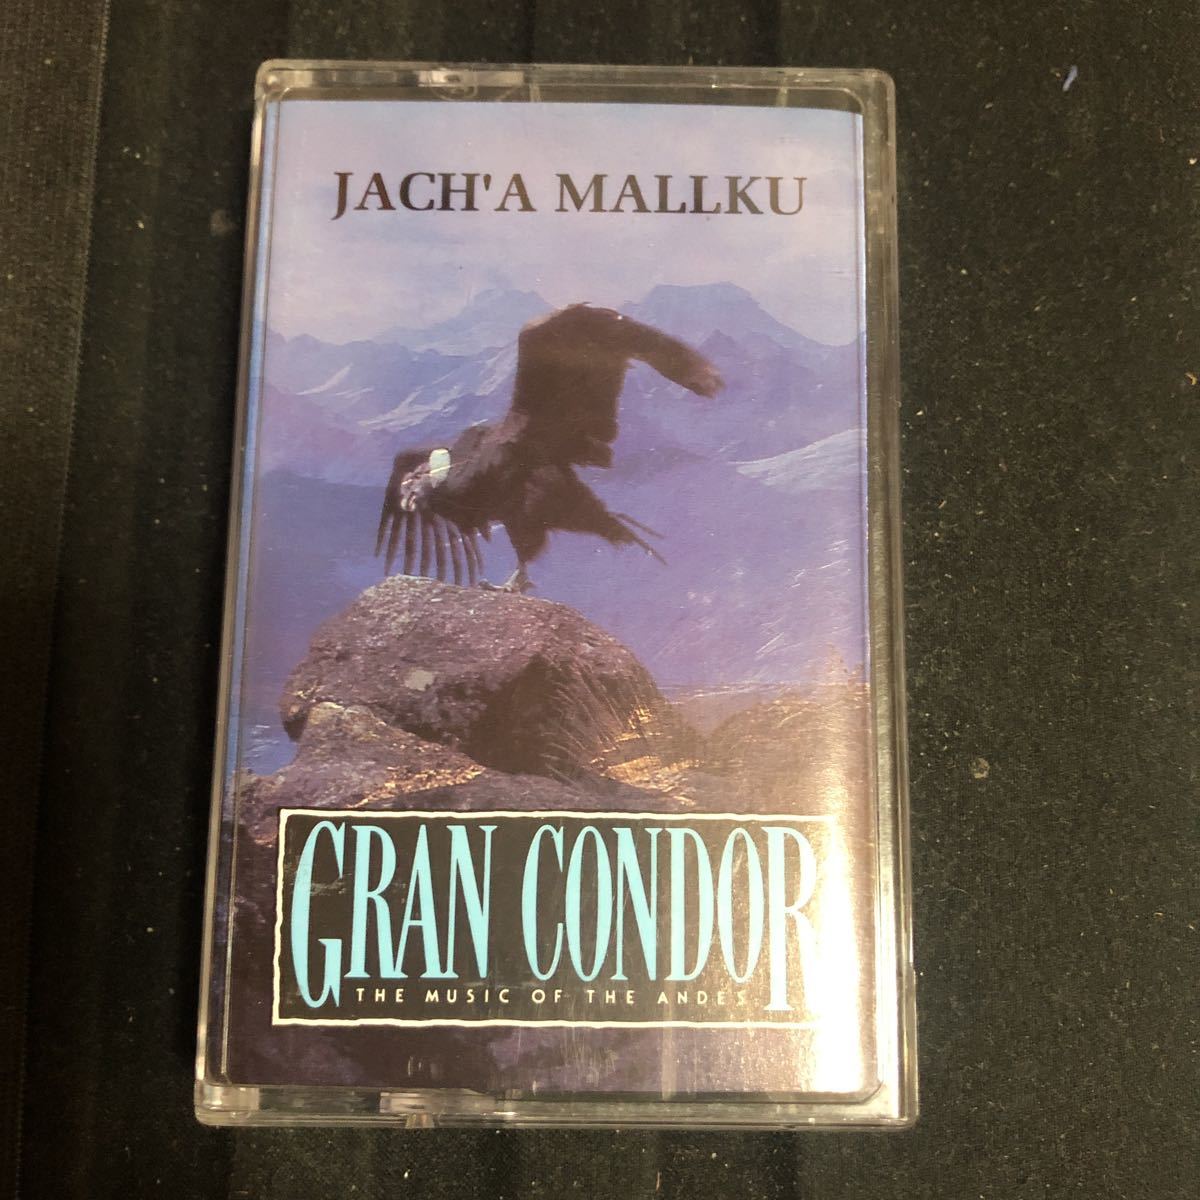 JACH'A MALLKU
GRAN CONDOR
THE MUSIC OF THE ANDES